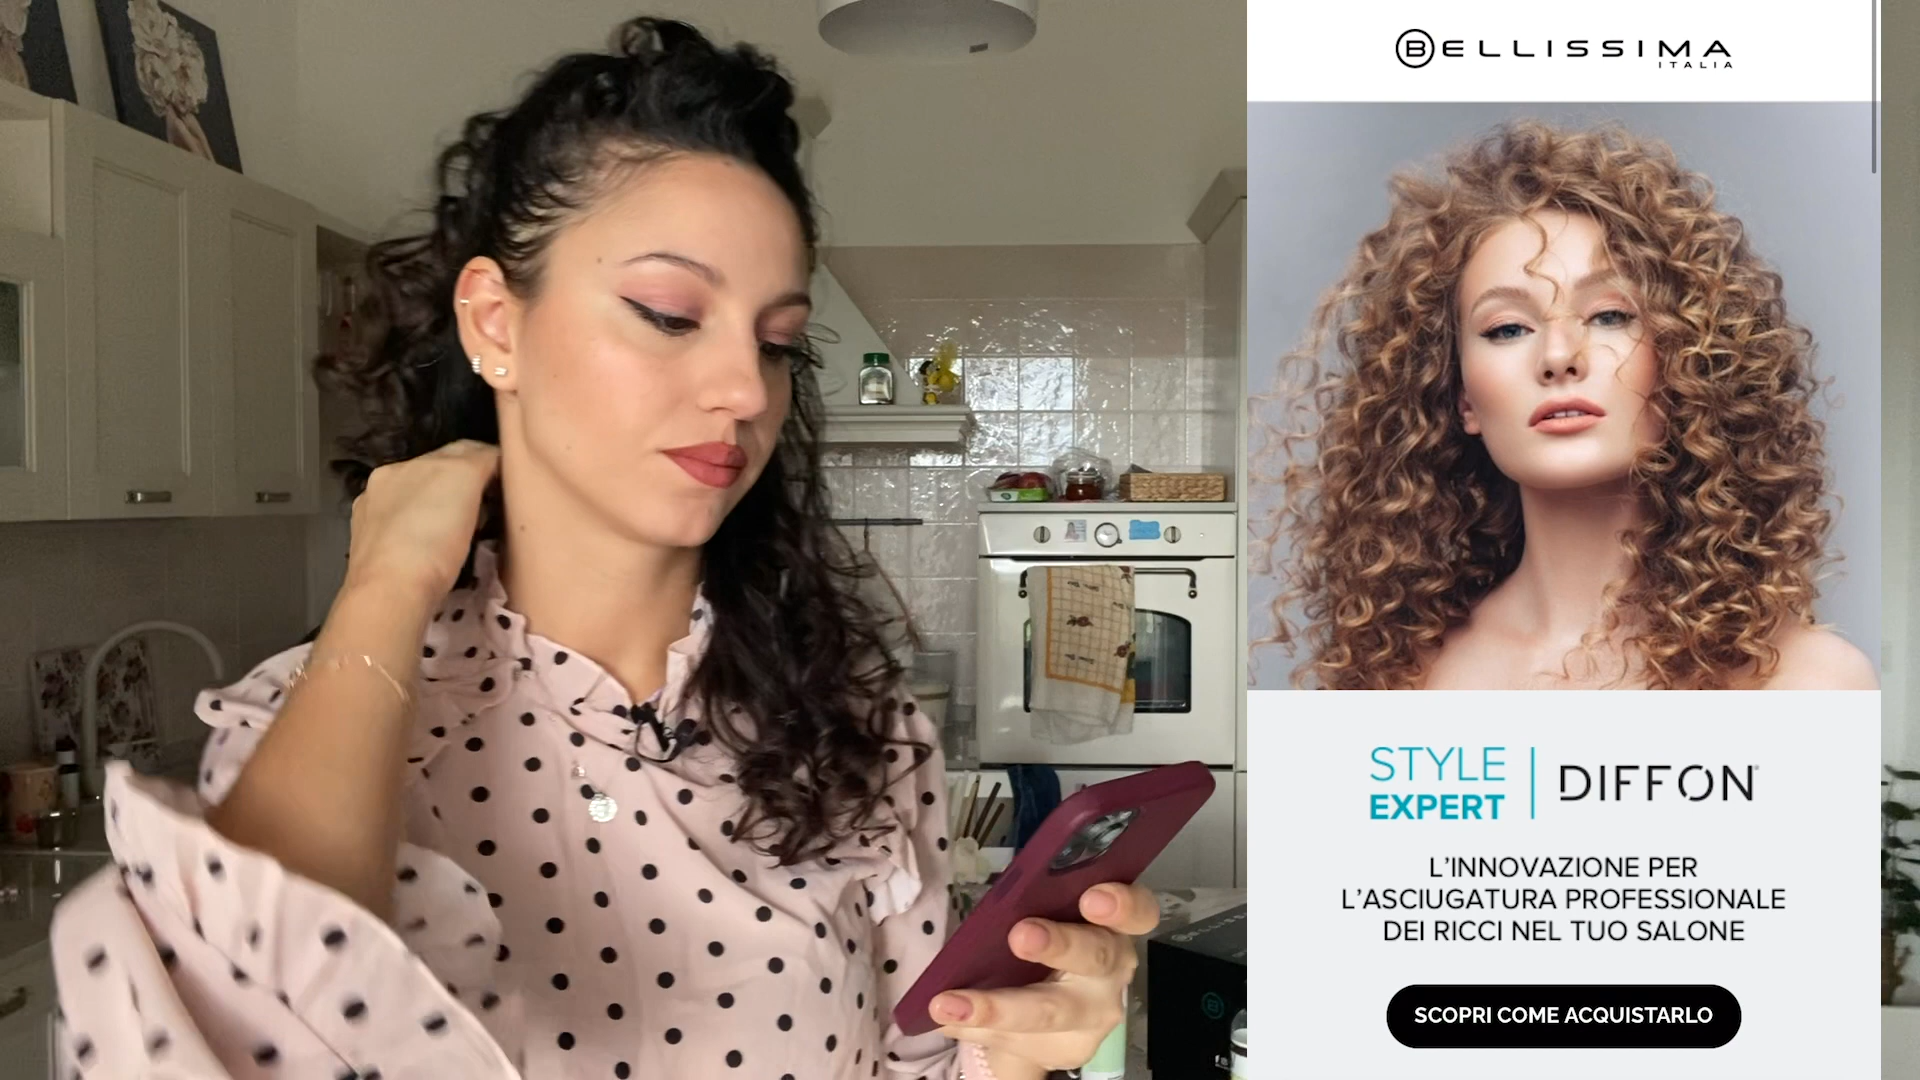 BELLISSIMA
ITALIA
STYLE
EXPERT
DIFFON
L'INNOVAZIONE PER
L'ASCIUGATURA PROFESSIONALE
DEI RICCI NEL TUO SALONE
SCOPRI COME ACQUISTARLO